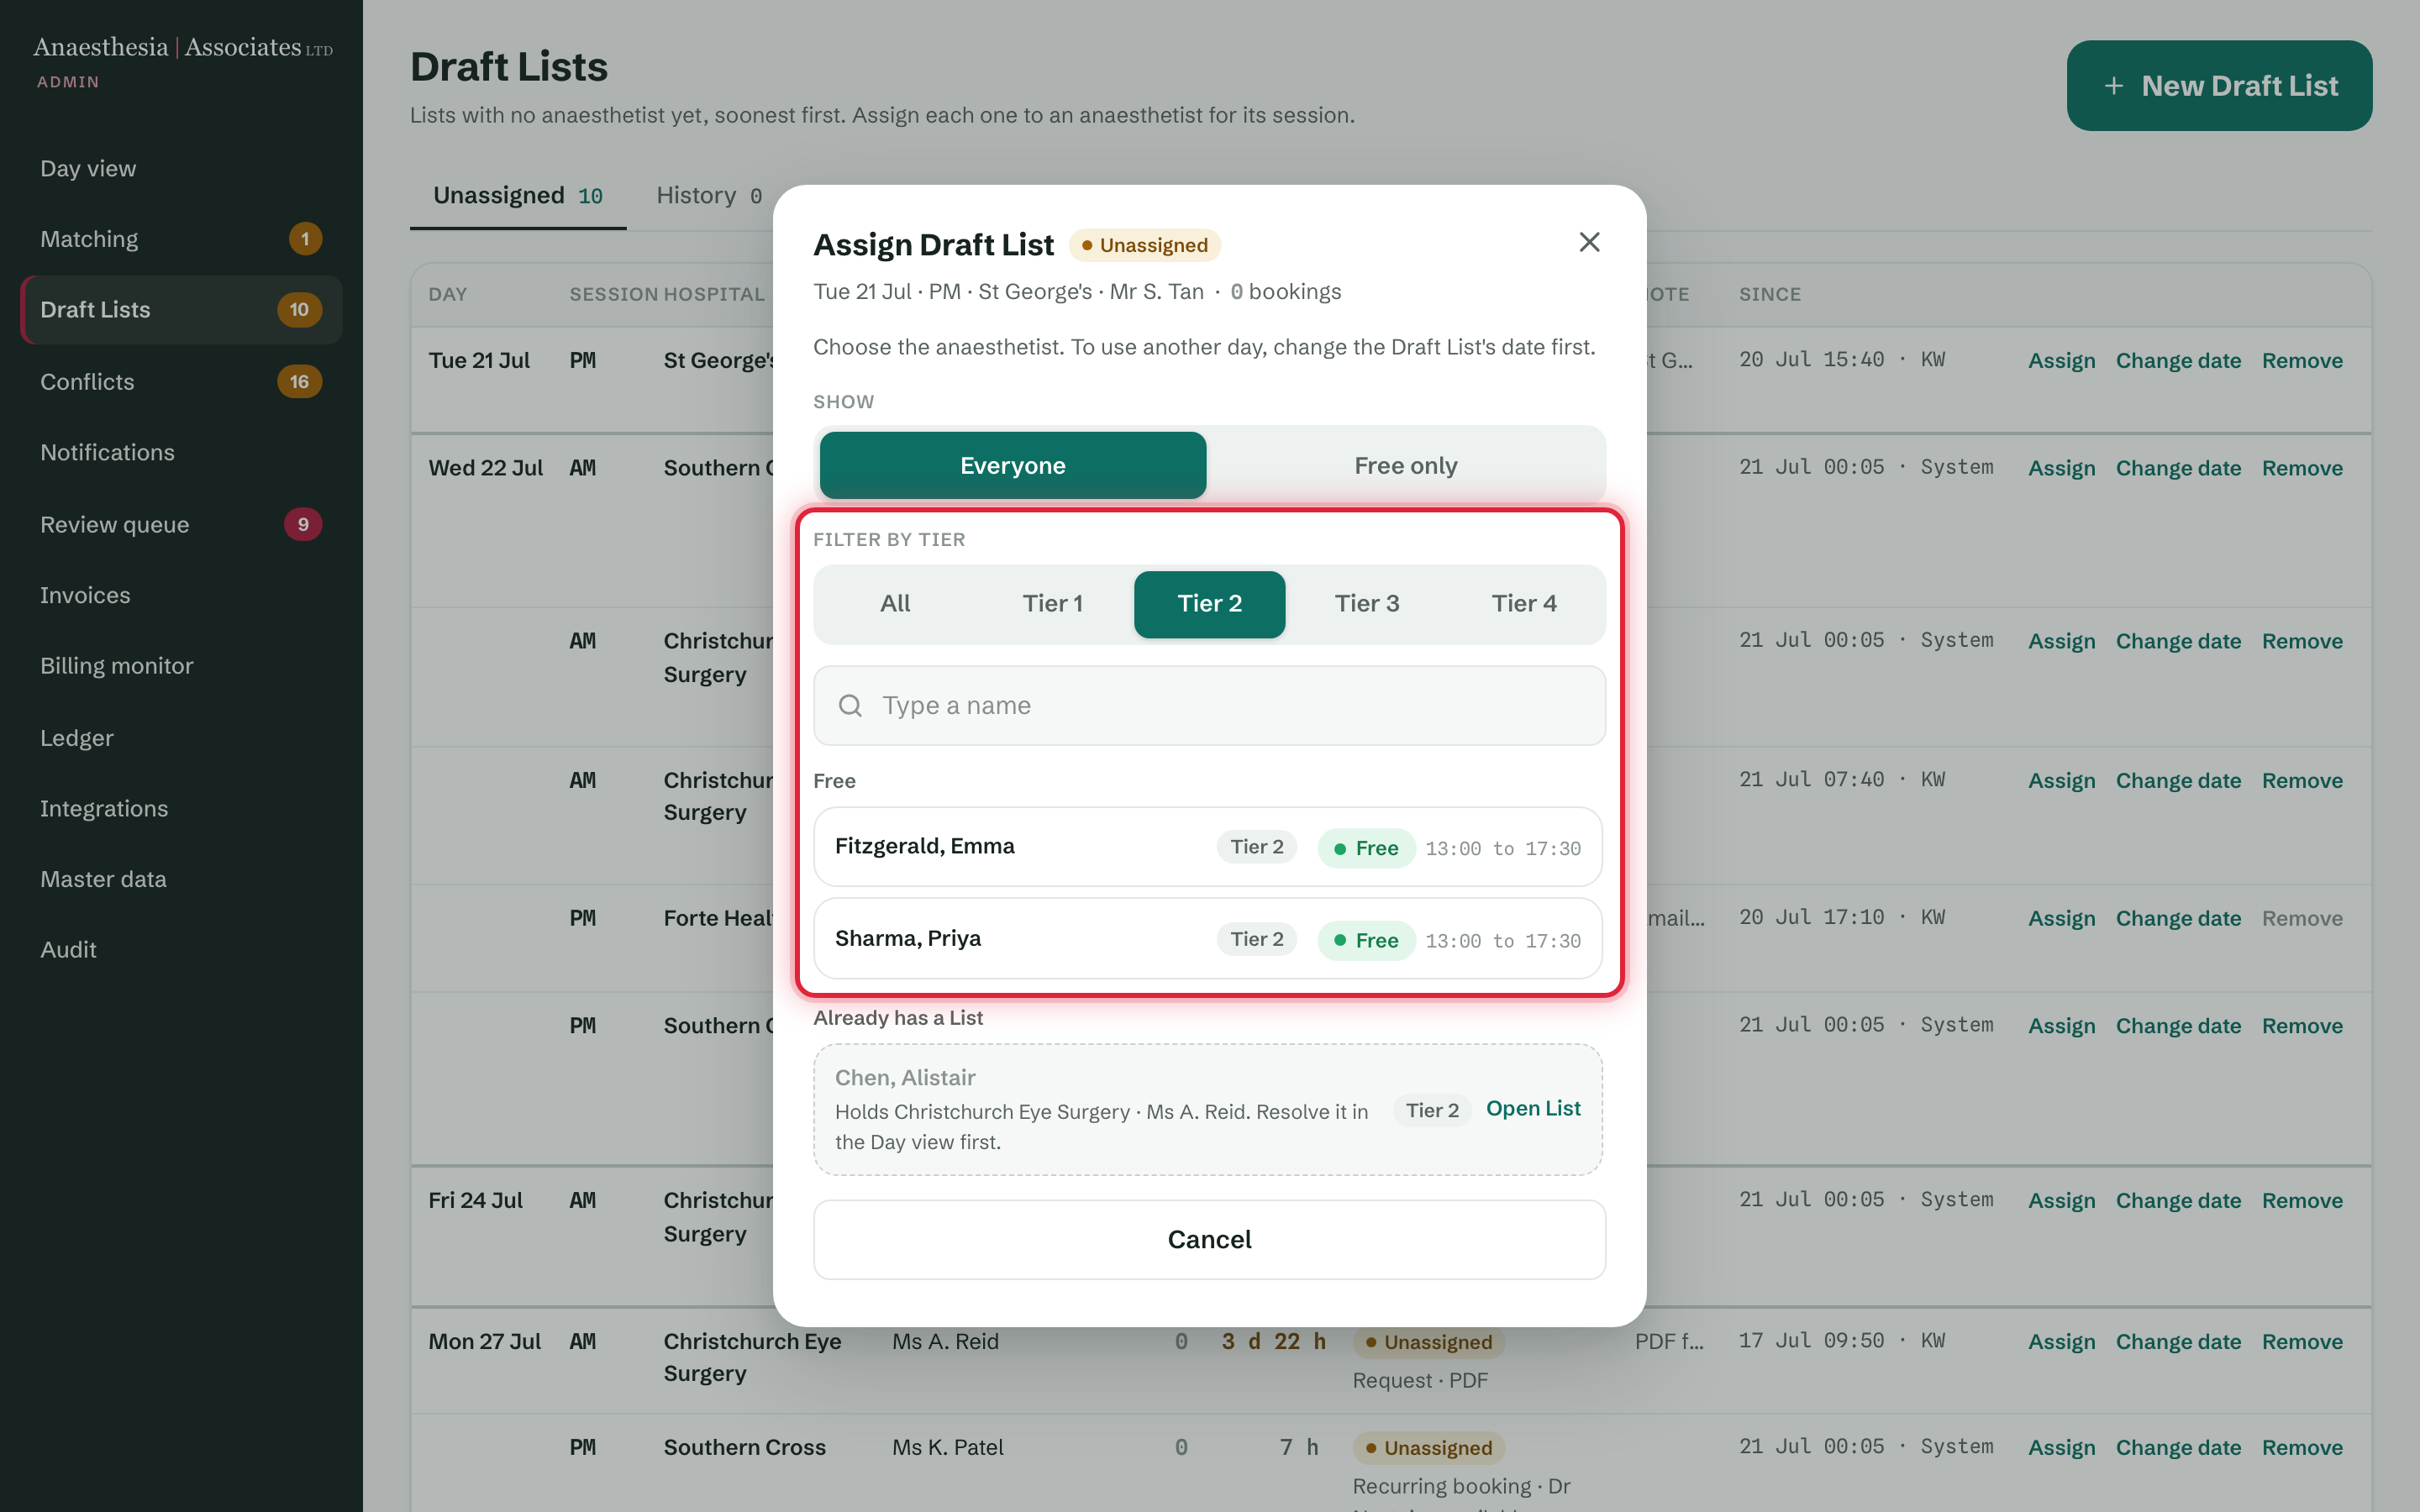 Anaesthesia | Associates LTD
ADMIN
Day view
Matching 1
Draft Lists 10
Conflicts 16
Notifications
Review queue 9
Invoices
Billing monitor
Ledger
Integrations
Master data
Audit
Draft Lists
Lists with no anaesthetist yet, soonest first. Assign each one to an anaesthetist for its session.
+ New Draft List
Unassigned 10 History 0
DAY SESSION HOSPITAL SINCE
Tue 21 Jul PM St George's 20 Jul 15:40 · KW Assign Change date Remove
Wed 22 Jul AM Southern 21 Jul 00:05 · System Assign Change date Remove
AM 21 Jul 00:05 · System Assign Change date Remove
Surgery
AM 21 Jul 07:40 · KW Assign Change date Remove
Surgery
PM Forte 20 Jul 17:10 · KW Assign Change date Remove
PM Southern 21 Jul 00:05 · System Assign Change date Remove
Fri 24 Jul AM 21 Jul 00:05 · System Assign Change date Remove
Surgery
Mon 27 Jul AM Christchurch Eye Ms A. Reid 0 3 d 22 h Unassigned PDF f... 17 Jul 09:50 · KW Assign Change date Remove
Surgery Request · PDF
PM Southern Cross Ms K. Patel 0 7 h Unassigned 21 Jul 00:05 · System Assign Change date Remove
Recurring booking · Dr
Assign Draft List Unassigned
Tue 21 Jul · PM · St George's · Mr S. Tan · 0 bookings
Choose the anaesthetist. To use another day, change the Draft List's date first.
SHOW
Everyone Free only
FILTER BY TIER
All Tier 1 Tier 2 Tier 3 Tier 4
Type a name
Free
Fitzgerald, Emma Tier 2 Free 13:00 to 17:30
Sharma, Priya Tier 2 Free 13:00 to 17:30
Already has a List
Chen, Alistair
Holds Christchurch Eye Surgery · Ms A. Reid. Resolve it in Tier 2 Open List
the Day view first.
Cancel